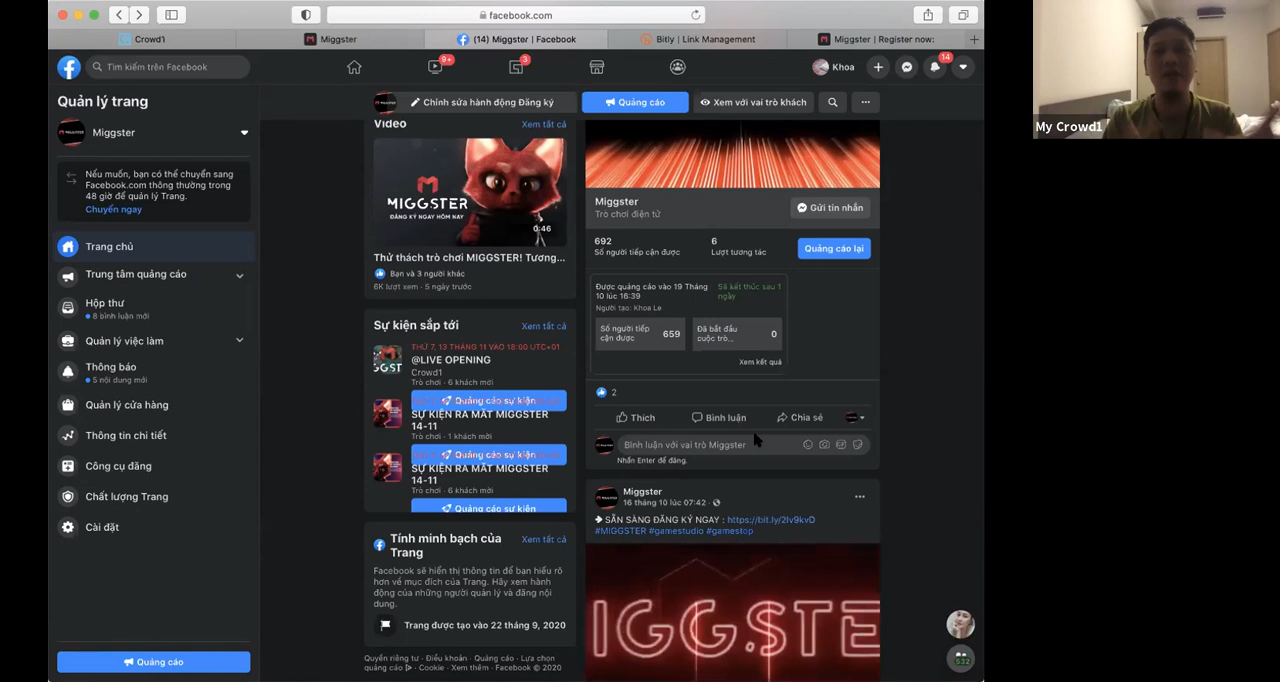 facebook.com
Crowd1
Miggster
(14) Miggster | Facebook
Bitly | Link Management
Miggster | Register now:
Tìm kiếm trên Facebook
9+
3
Khoa
14
Quản lý trang
Miggster
Nếu muốn, bạn có thể chuyển sang
Facebook.com thông thường trong
48 giờ để quản lý Trang.
Chuyển ngay
Trang chủ
Trung tâm quảng cáo
Hộp thư
8 bình luận mới
Quản lý việc làm
Thông báo
5 nội dung mới
Quản lý cửa hàng
Thông tin chi tiết
Công cụ đăng
Chất lượng Trang
Cài đặt
Quảng cáo
Chỉnh sửa hành động Đăng ký
Quảng cáo
Xem với vai trò khách
Video
Xem tất cả
MIGGSTER
ĐĂNG KÝ NGAY HÔM NAY
0:46
Thử thách trò chơi MIGGSTER! Tương...
Bạn và 3 người khác
6K lượt xem · 5 ngày trước
Sự kiện sắp tới
Xem tất cả
THỨ 7, 13 THÁNG 11 VÀO 18:00 UTC+01
@LIVE OPENING
Crowd1
Trò chơi · 6 khách mời
Quảng cáo sự kiện
SỰ KIỆN RA MẮT MIGGSTER
14-11
Trò chơi · 1 khách mời
Quảng cáo sự kiện
SỰ KIỆN RA MẮT MIGGSTER
14-11
Trò chơi · 6 khách mời
Quảng cáo sự kiện
Tính minh bạch của
Trang
Xem tất cả
Facebook sẽ hiển thị thông tin để bạn hiểu rõ
hơn về mục đích của Trang. Hãy xem hành
động của những người quản lý và đăng nội
dung.
Trang được tạo vào 22 tháng 9, 2020
Quyền riêng tư · Điều khoản · Quảng cáo · Lựa chọn
quảng cáo · Cookie · Xem thêm · Facebook © 2020
Miggster
Trò chơi điện tử
Gửi tin nhắn
692
Số người tiếp cận được
6
Lượt tương tác
Quảng cáo lại
Được quảng cáo vào 19 Tháng
10 lúc 16:39
Người tạo: Khoa Le
Sẽ kết thúc sau 1
ngày
Số người tiếp
cận được
659
Đã bắt đầu
cuộc trò...
0
Xem kết quả
2
Thích
Bình luận
Chia sẻ
Bình luận với vai trò Miggster
Nhấn Enter để đăng.
Miggster
16 tháng 10 lúc 07:42
SẴN SÀNG ĐĂNG KÝ NGAY : https://bit.ly/2Iv9kvD
#MIGGSTER #gamestudio #gamestop
IGG.STE
532
My Crowd1